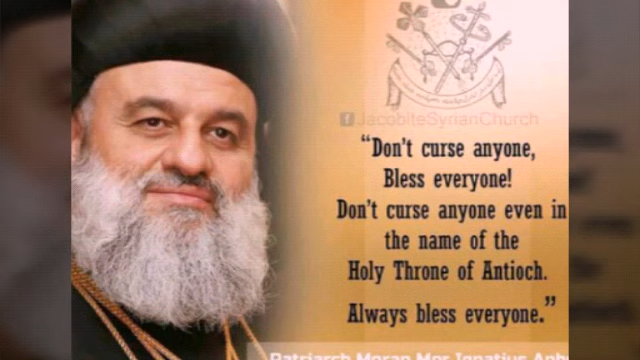 JacobiteSyrianChurch
“Don't curse anyone,
Bless everyone!
Don't curse anyone even in
the name of the
Holy Throne of Antioch.
Always bless everyone.”
Patriarch Moran Mor Ignatius Aph